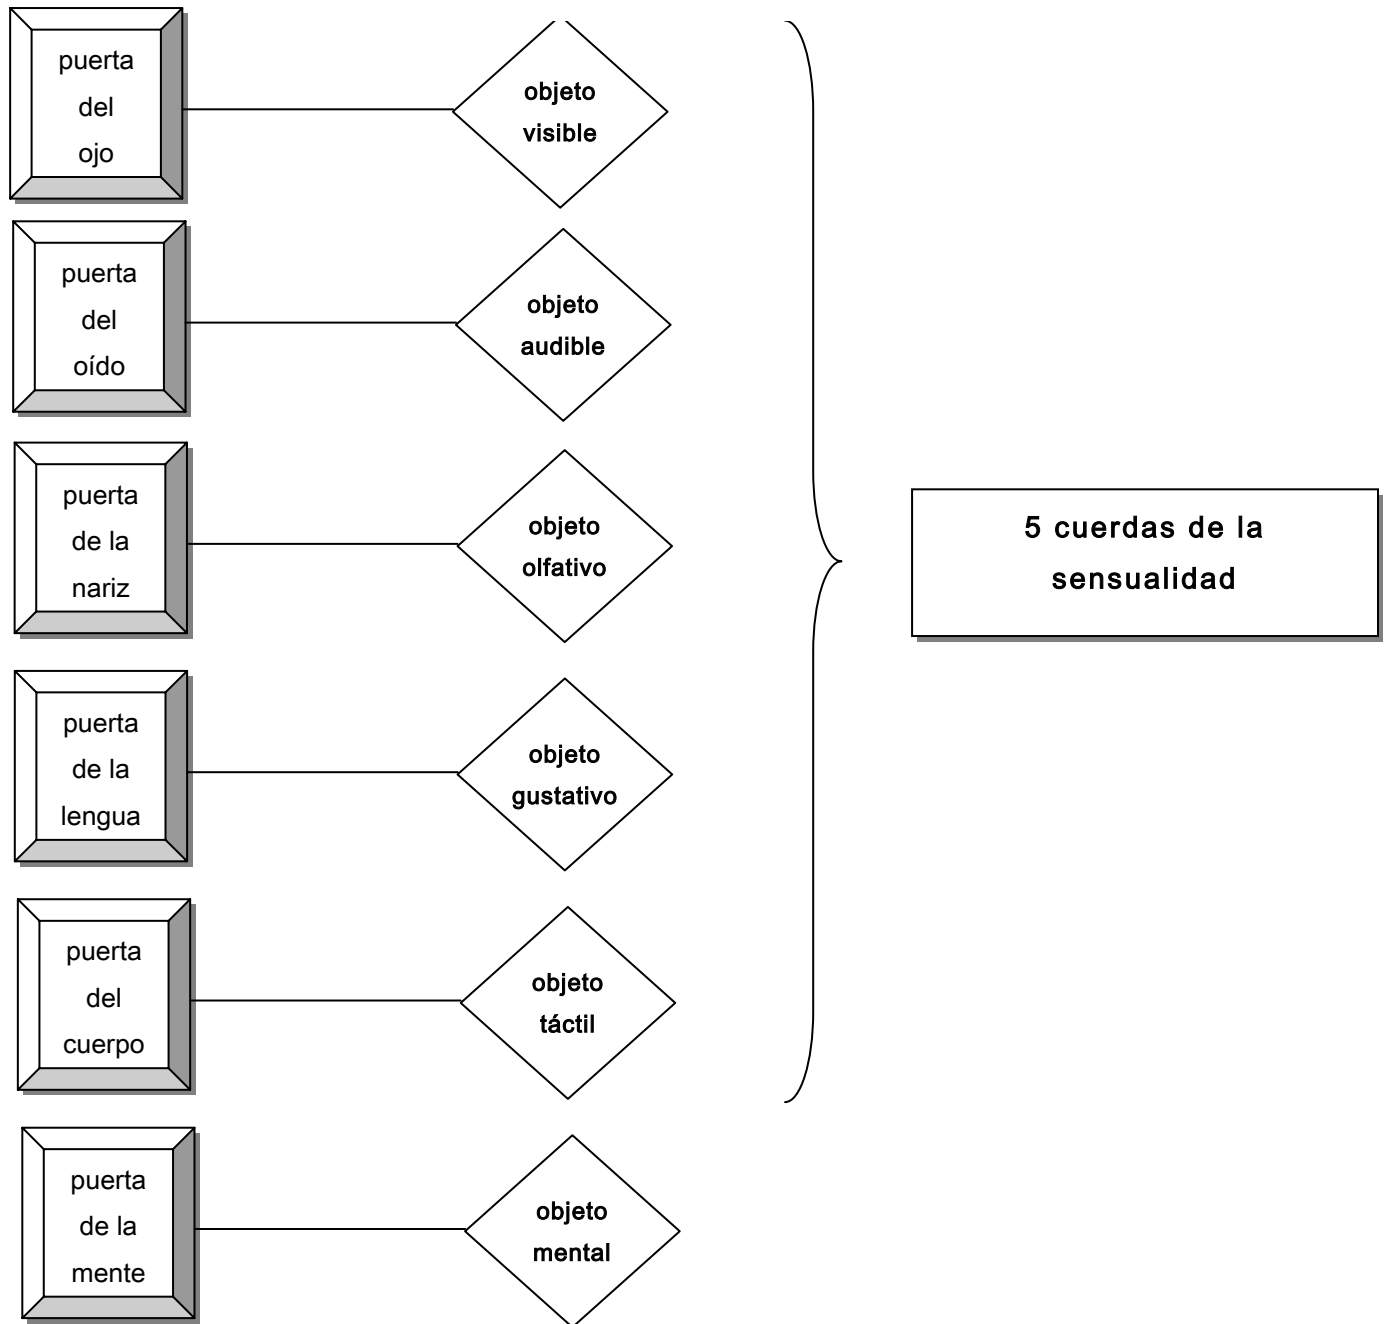 puerta
del
ojo
objeto
visible
puerta
del
oído
objeto
audible
puerta
de la
nariz
objeto
olfativo
5 cuerdas de la
sensualidad
puerta
de la
lengua
objeto
gustativo
puerta
del
cuerpo
objeto
táctil
puerta
de la
mente
objeto
mental